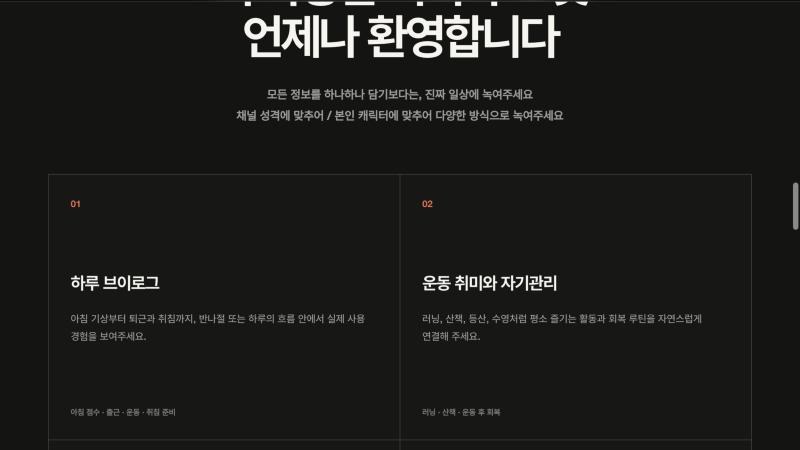 언제나 환영합니다
모든 정보를 하나하나 담기보다는, 진짜 일상에 녹여주세요
채널 성격에 맞추어 / 본인 캐릭터에 맞추어 다양한 방식으로 녹여주세요
01
02
하루 브이로그
운동 취미와 자기관리
아침 기상부터 퇴근과 취침까지, 반나절 또는 하루의 흐름 안에서 실제 사용
경험을 보여주세요.
러닝, 산책, 등산, 수영처럼 평소 즐기는 활동과 회복 루틴을 자연스럽게
연결해 주세요.
아침 점수 · 출근 · 운동 · 취침 준비
러닝 · 산책 · 운동 후 회복